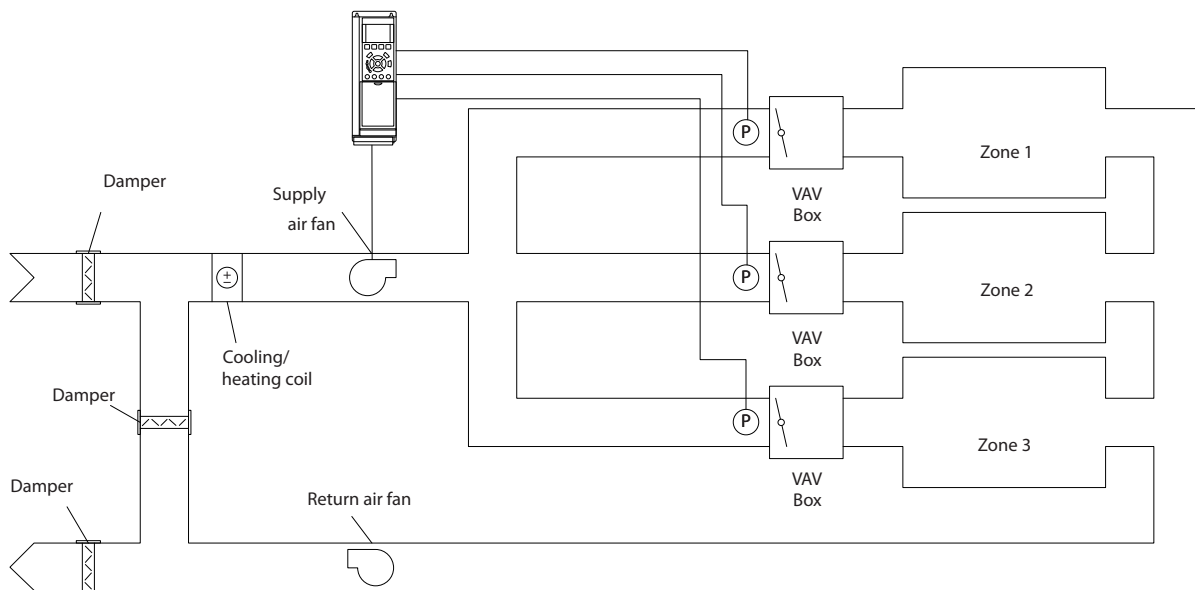 Damper
Supply
air fan
P
VAV
Box
Zone 1
±
P
VAV
Box
Zone 2
Cooling/
heating coil
Damper
P
VAV
Box
Zone 3
Damper
Return air fan